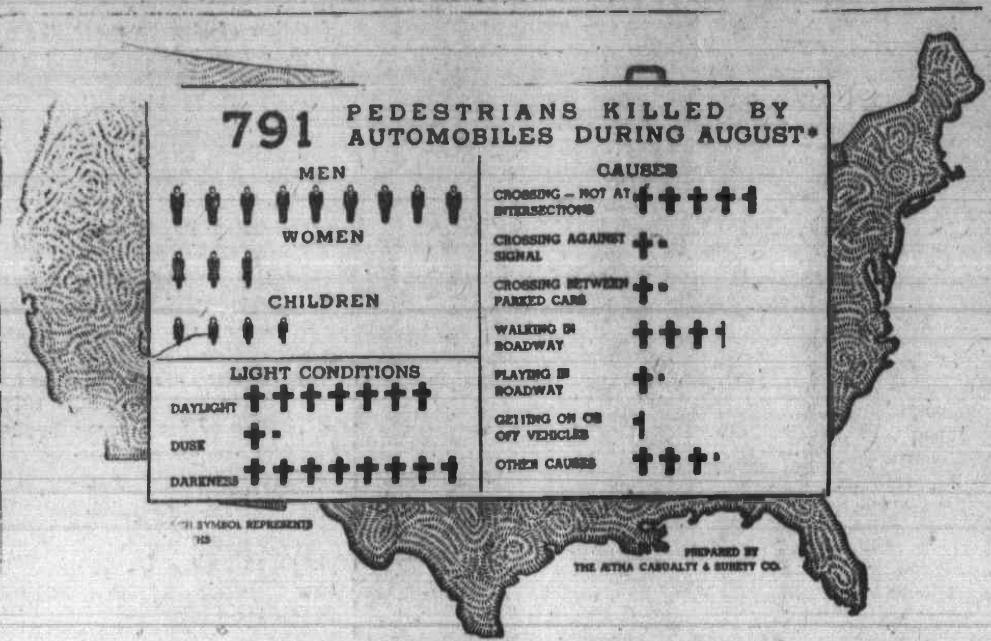 791 PEDESTRIANS KILLED BY
AUTOMOBILES DURING AUGUST*
MEN
WOMEN
CHILDREN
LIGHT CONDITIONS
DAYLIGHT
DUSK
DARKNESS
CAUSES
CROSSING — NOT AT
INTERSECTIONS
CROSSING AGAINST
SIGNAL
CROSSING BETWEEN
PARKED CARS
WALKING IN
ROADWAY
PLAYING IN
ROADWAY
GETTING ON OR
OFF VEHICLES
OTHER CAUSES
SYMBOL REPRESENTS
PREPARED BY
THE ÆTNA CASUALTY & SURETY CO.